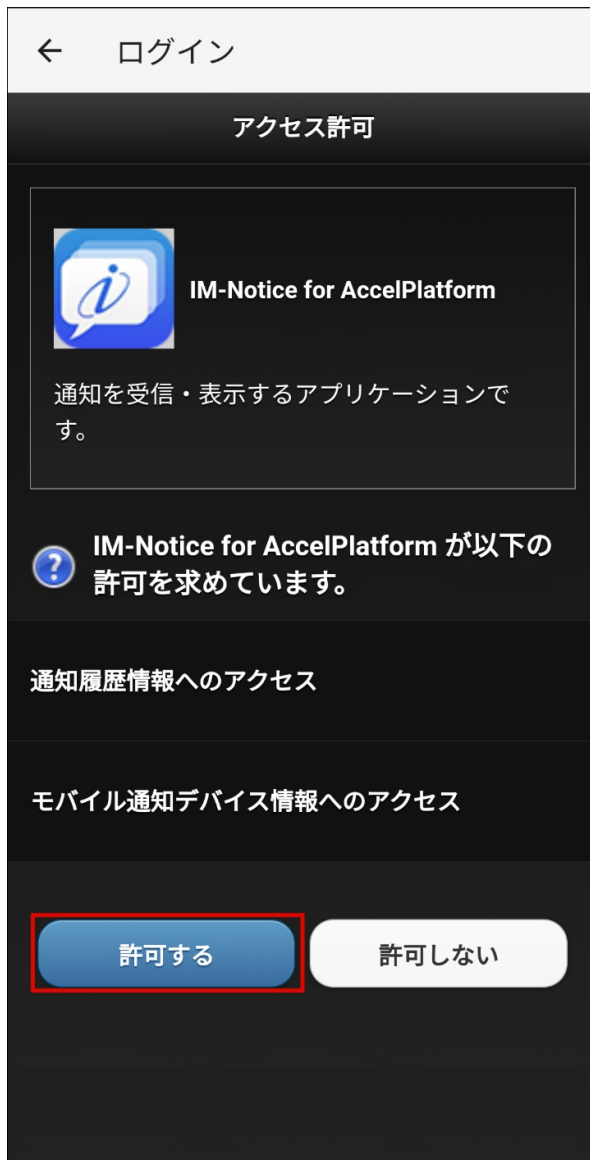 ログイン
アクセス許可
IM-Notice for AccelPlatform
通知を受信・表示するアプリケーションで
す。
IM-Notice for AccelPlatform が以下の
許可を求めています。
通知履歴情報へのアクセス
モバイル通知デバイス情報へのアクセス
許可する
許可しない